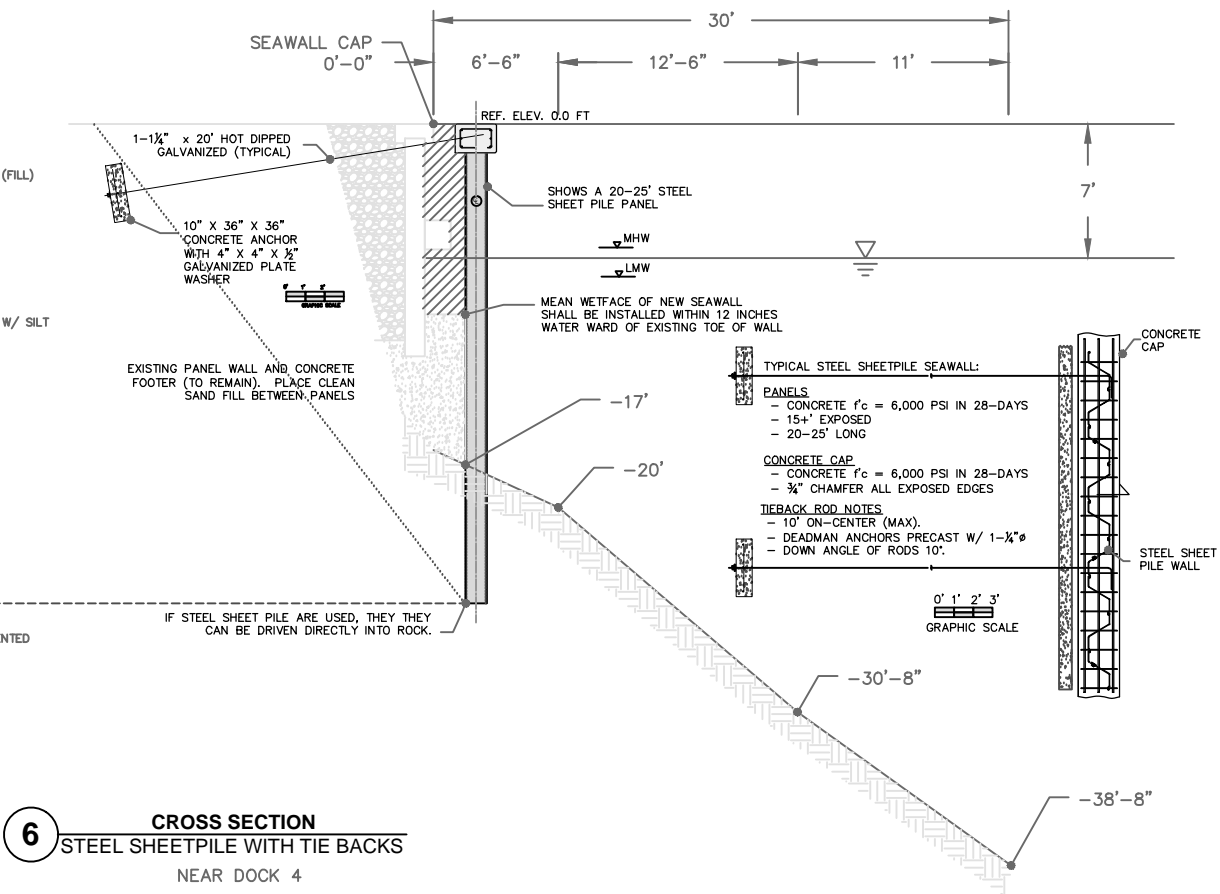 30'
SEAWALL CAP
0'-0"
6'-6"
12'-6"
11'
REF. ELEV. 0.0 FT
1-1¼" x 20' HOT DIPPED
GALVANIZED (TYPICAL)
(FILL)
7'
SHOWS A 20-25' STEEL
SHEET PILE PANEL
10" X 36" X 36"
CONCRETE ANCHOR
WITH 4" X 4" X ½"
GALVANIZED PLATE
WASHER
MHW
LMW
0' 1' 2'
GRAPHIC SCALE
MEAN WETFACE OF NEW SEAWALL
SHALL BE INSTALLED WITHIN 12 INCHES
WATER WARD OF EXISTING TOE OF WALL
W/ SILT
CONCRETE
CAP
EXISTING PANEL WALL AND CONCRETE
FOOTER (TO REMAIN). PLACE CLEAN
SAND FILL BETWEEN PANELS
TYPICAL STEEL SHEETPILE SEAWALL:
PANELS
- CONCRETE f'c = 6,000 PSI IN 28-DAYS
- 15+' EXPOSED
- 20-25' LONG
CONCRETE CAP
- CONCRETE f'c = 6,000 PSI IN 28-DAYS
- ¾" CHAMFER ALL EXPOSED EDGES
TIEBACK ROD NOTES
- 10' ON-CENTER (MAX).
- DEADMAN ANCHORS PRECAST W/ 1-¼"ø
- DOWN ANGLE OF RODS 10°.
-17'
-20'
STEEL SHEET
PILE WALL
0' 1' 2' 3'
GRAPHIC SCALE
IF STEEL SHEET PILE ARE USED, THEY THEY
CAN BE DRIVEN DIRECTLY INTO ROCK.
NTED
-30'-8"
-38'-8"
6
CROSS SECTION
STEEL SHEETPILE WITH TIE BACKS
NEAR DOCK 4